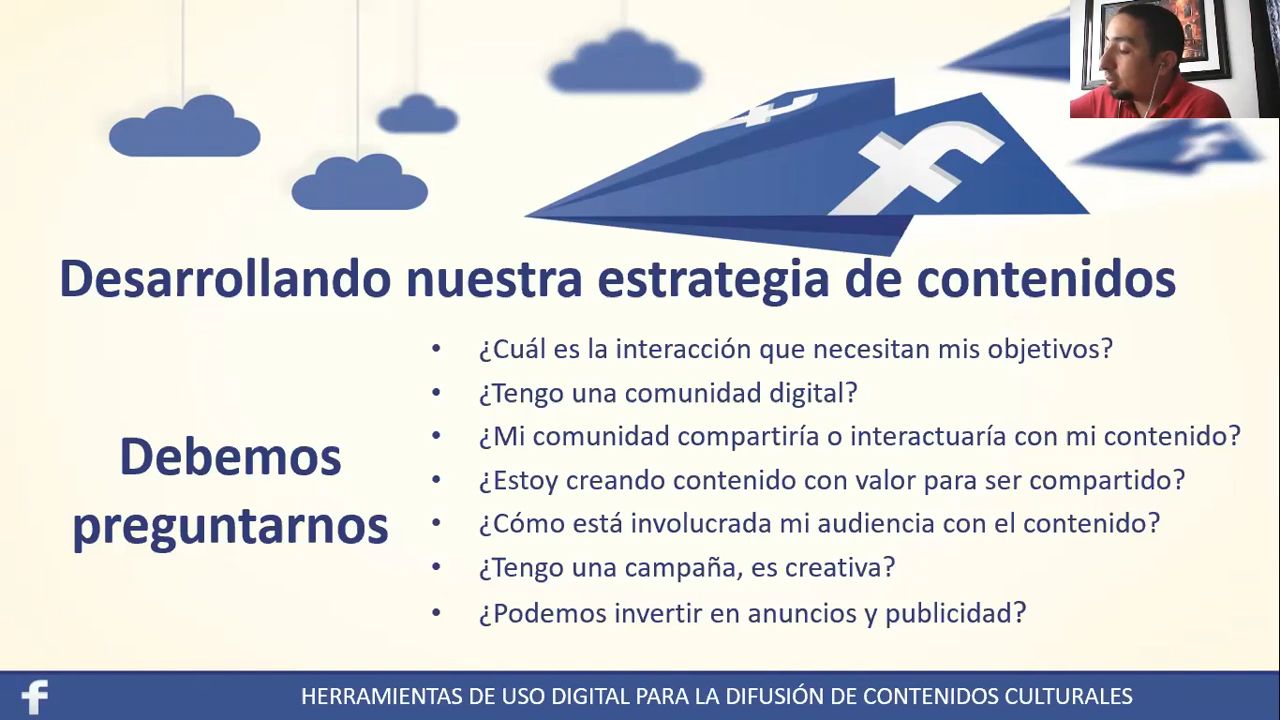 Desarrollando nuestra estrategia de contenidos
Debemos
preguntarnos
• ¿Cuál es la interacción que necesitan mis objetivos?
• ¿Tengo una comunidad digital?
• ¿Mi comunidad compartiría o interactuaría con mi contenido?
• ¿Estoy creando contenido con valor para ser compartido?
• ¿Cómo está involucrada mi audiencia con el contenido?
• ¿Tengo una campaña, es creativa?
• ¿Podemos invertir en anuncios y publicidad?
HERRAMIENTAS DE USO DIGITAL PARA LA DIFUSIÓN DE CONTENIDOS CULTURALES